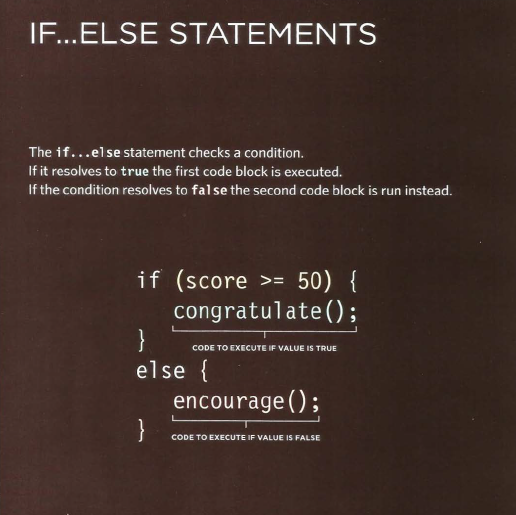 IF...ELSE STATEMENTS
The if...else statement checks a condition.
If it resolves to true the first code block is executed.
If the condition resolves to false the second code block is run instead.
if (score >= 50) {
congratulate();
}
CODE TO EXECUTE IF VALUE IS TRUE
else {
encourage();
}
CODE TO EXECUTE IF VALUE IS FALSE